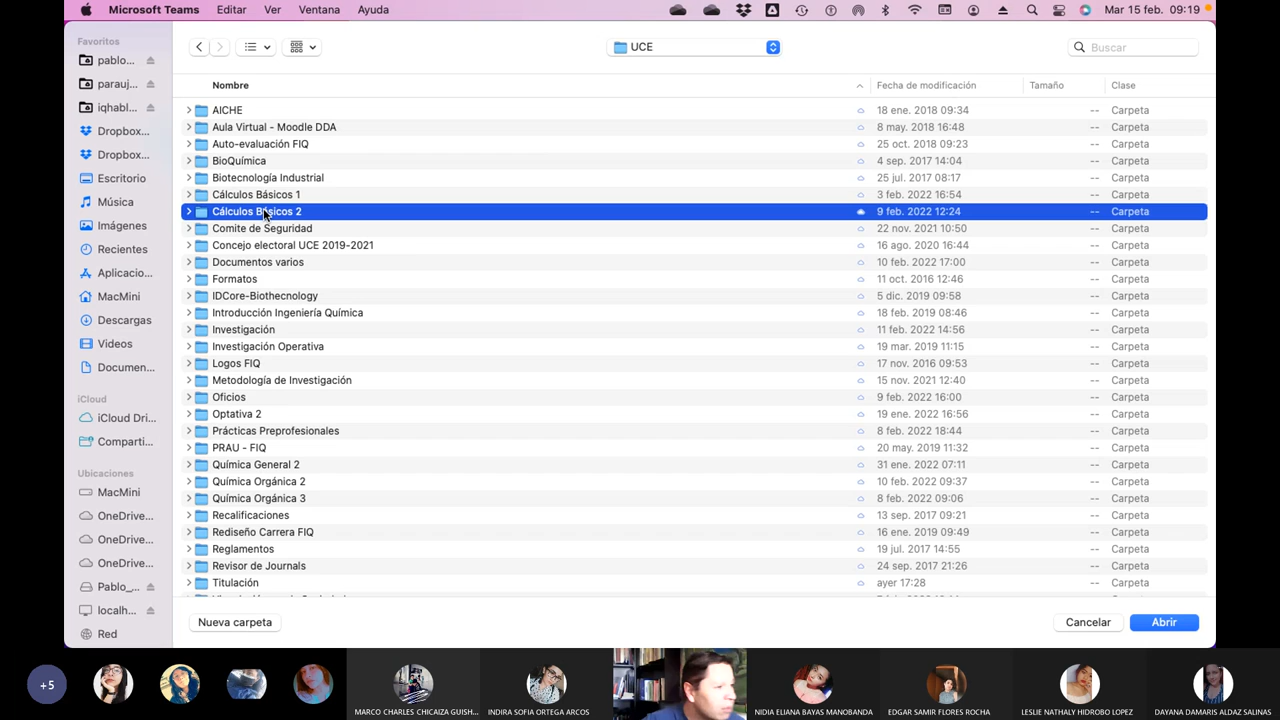 Microsoft Teams Editar Ver Ventana Ayuda Mar 15 feb. 09:19
Favoritos
pablo...
parauj...
iqhabl...
Dropbox...
Dropbox...
Escritorio
Música
Imágenes
Recientes
Aplicacio...
MacMini
Descargas
Videos
Documen...
iCloud
iCloud Dri...
Comparti...
Ubicaciones
MacMini
OneDrive...
OneDrive...
OneDrive...
Pablo_...
localh...
Red
UCE
Buscar
Nombre Fecha de modificación Tamaño Clase
AICHE 18 ene. 2018 09:34 -- Carpeta
Aula Virtual - Moodle DDA 8 may. 2018 16:48 -- Carpeta
Auto-evaluación FIQ 25 oct. 2018 09:23 -- Carpeta
BioQuímica 4 sep. 2017 14:04 -- Carpeta
Biotecnología Industrial 25 jul. 2017 08:17 -- Carpeta
Cálculos Básicos 1 3 feb. 2022 16:54 -- Carpeta
Cálculos Básicos 2 9 feb. 2022 12:24 -- Carpeta
Comite de Seguridad 22 nov. 2021 10:50 -- Carpeta
Concejo electoral UCE 2019-2021 16 ago. 2020 16:44 -- Carpeta
Documentos varios 10 feb. 2022 17:00 -- Carpeta
Formatos 11 oct. 2016 12:46 -- Carpeta
IDCore-Biothecnology 5 dic. 2019 09:58 -- Carpeta
Introducción Ingeniería Química 18 feb. 2019 08:46 -- Carpeta
Investigación 11 feb. 2022 14:56 -- Carpeta
Investigación Operativa 19 mar. 2019 11:15 -- Carpeta
Logos FIQ 17 nov. 2016 09:53 -- Carpeta
Metodología de Investigación 15 nov. 2021 12:40 -- Carpeta
Oficios 9 feb. 2022 16:00 -- Carpeta
Optativa 2 19 ene. 2022 16:56 -- Carpeta
Prácticas Preprofesionales 8 feb. 2022 18:44 -- Carpeta
PRAU - FIQ 20 may. 2019 11:32 -- Carpeta
Química General 2 31 ene. 2022 07:11 -- Carpeta
Química Orgánica 2 10 feb. 2022 09:37 -- Carpeta
Química Orgánica 3 8 feb. 2022 09:06 -- Carpeta
Recalificaciones 13 sep. 2017 09:21 -- Carpeta
Rediseño Carrera FIQ 16 ene. 2019 09:49 -- Carpeta
Reglamentos 19 jul. 2017 14:55 -- Carpeta
Revisor de Journals 24 sep. 2017 21:26 -- Carpeta
Titulación ayer 17:28 -- Carpeta
Nueva carpeta Cancelar Abrir
+5
MARCO CHARLES CHICAIZA GUISH...
INDIRA SOFIA ORTEGA ARCOS
NIDIA ELIANA BAYAS MANOBANDA
EDGAR SAMIR FLORES ROCHA
LESLIE NATHALY HIDROBO LOPEZ
DAYANA DAMARIS ALDAZ SALINAS